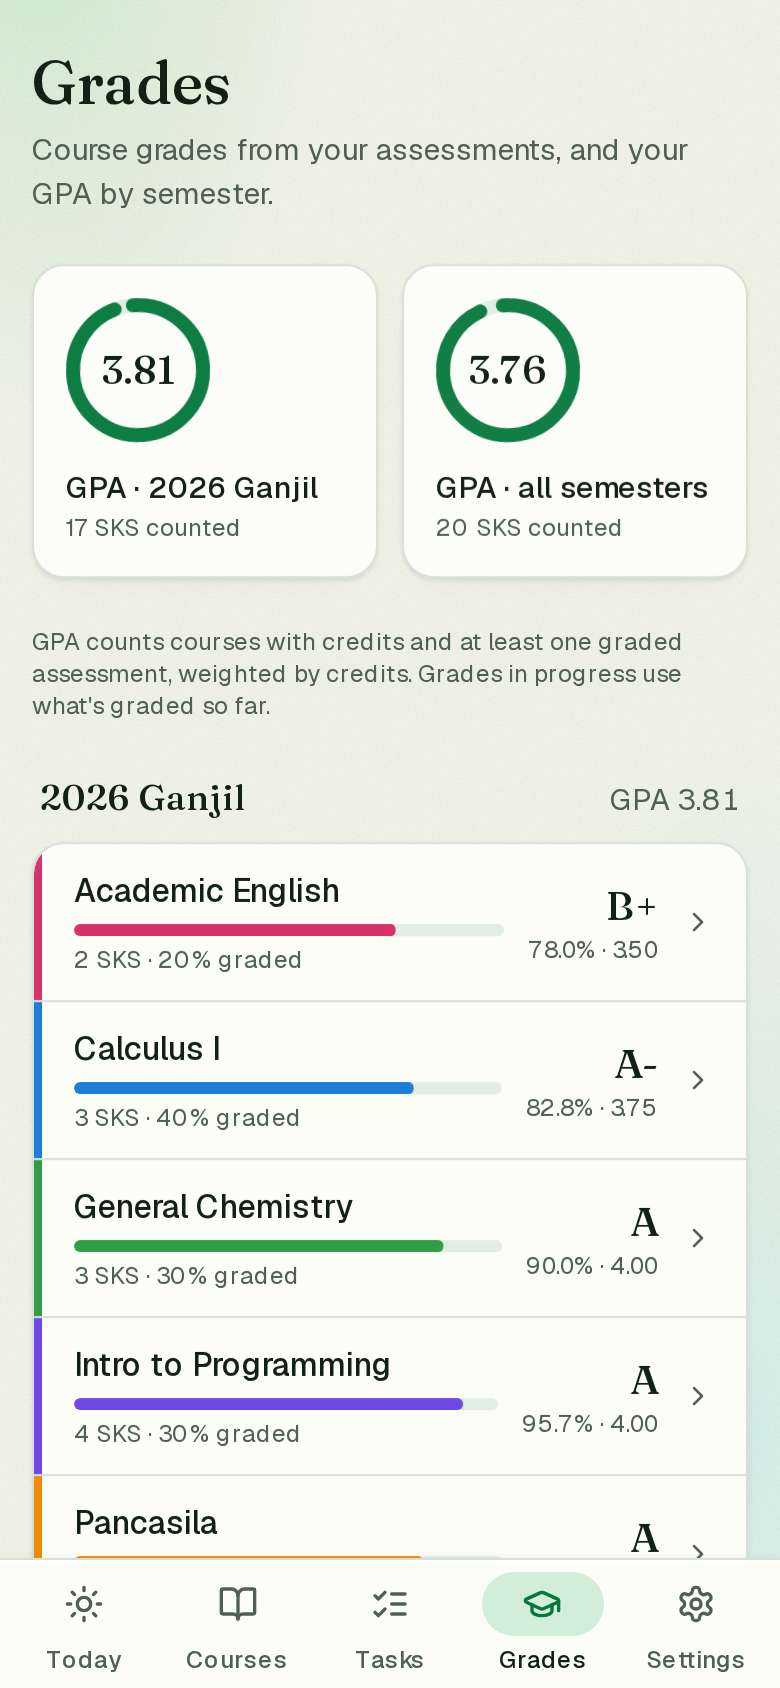 Grades
Course grades from your assessments, and your
GPA by semester.
3.81
GPA · 2026 Ganjil
17 SKS counted
3.76
GPA · all semesters
20 SKS counted
GPA counts courses with credits and at least one graded
assessment, weighted by credits. Grades in progress use
what's graded so far.
2026 Ganjil
GPA 3.81
Academic English
2 SKS · 20% graded
B+
78.0% · 3.50
Calculus I
3 SKS · 40% graded
A-
82.8% · 3.75
General Chemistry
3 SKS · 30% graded
A
90.0% · 4.00
Intro to Programming
4 SKS · 30% graded
A
95.7% · 4.00
Pancasila
A
Today
Courses
Tasks
Grades
Settings